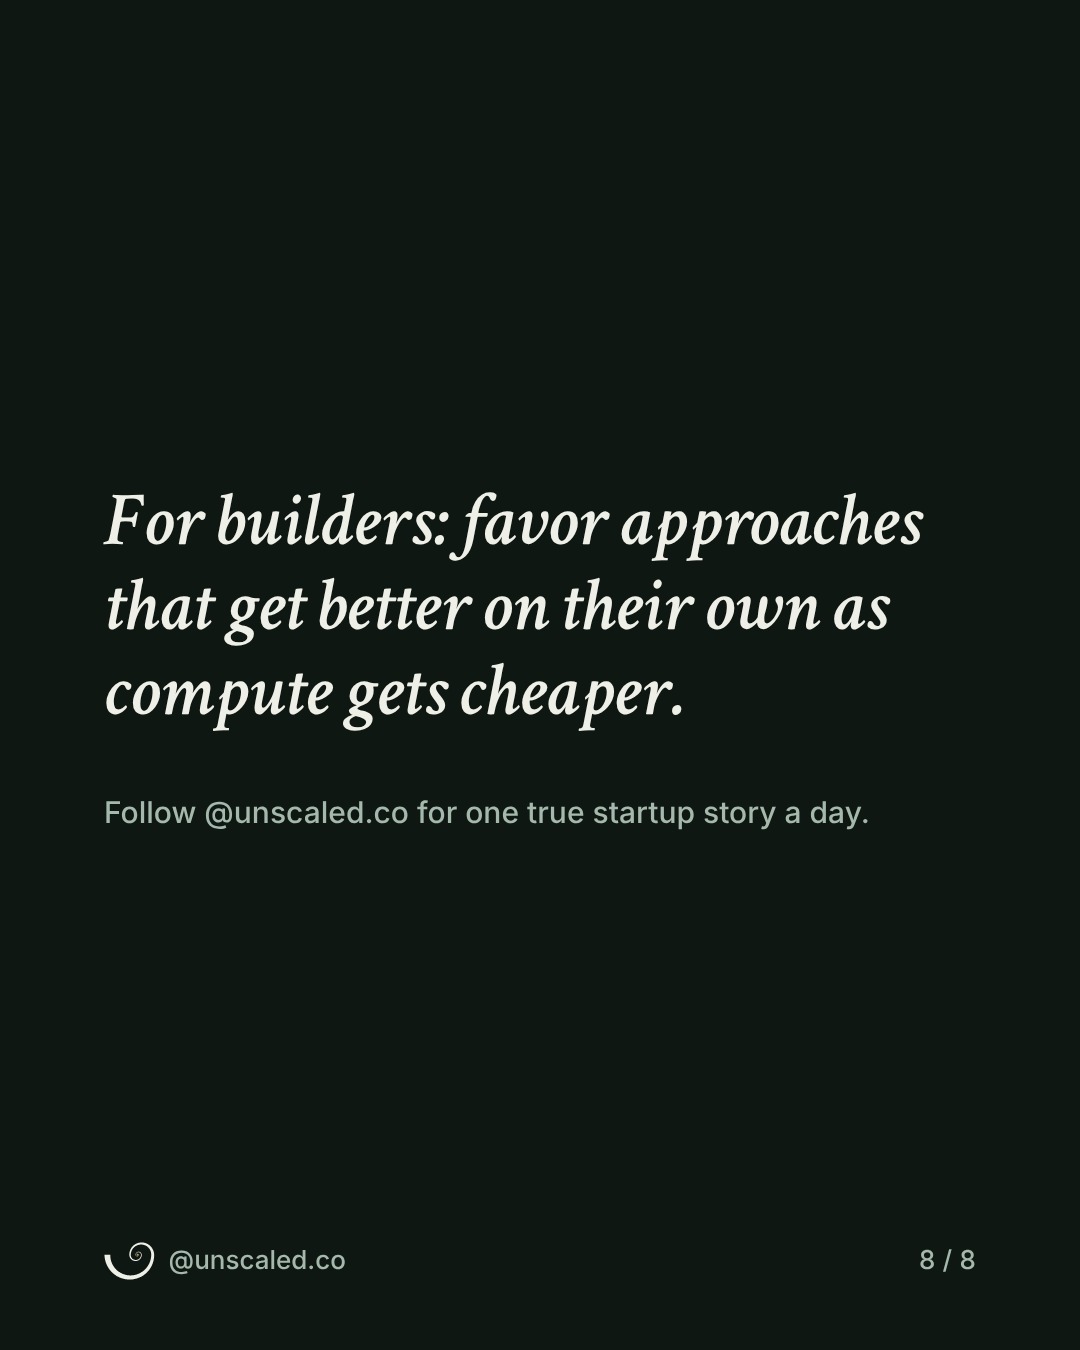 For builders: favor approaches
that get better on their own as
compute gets cheaper.
Follow @unscaled.co for one true startup story a day.
@unscaled.co
8 / 8